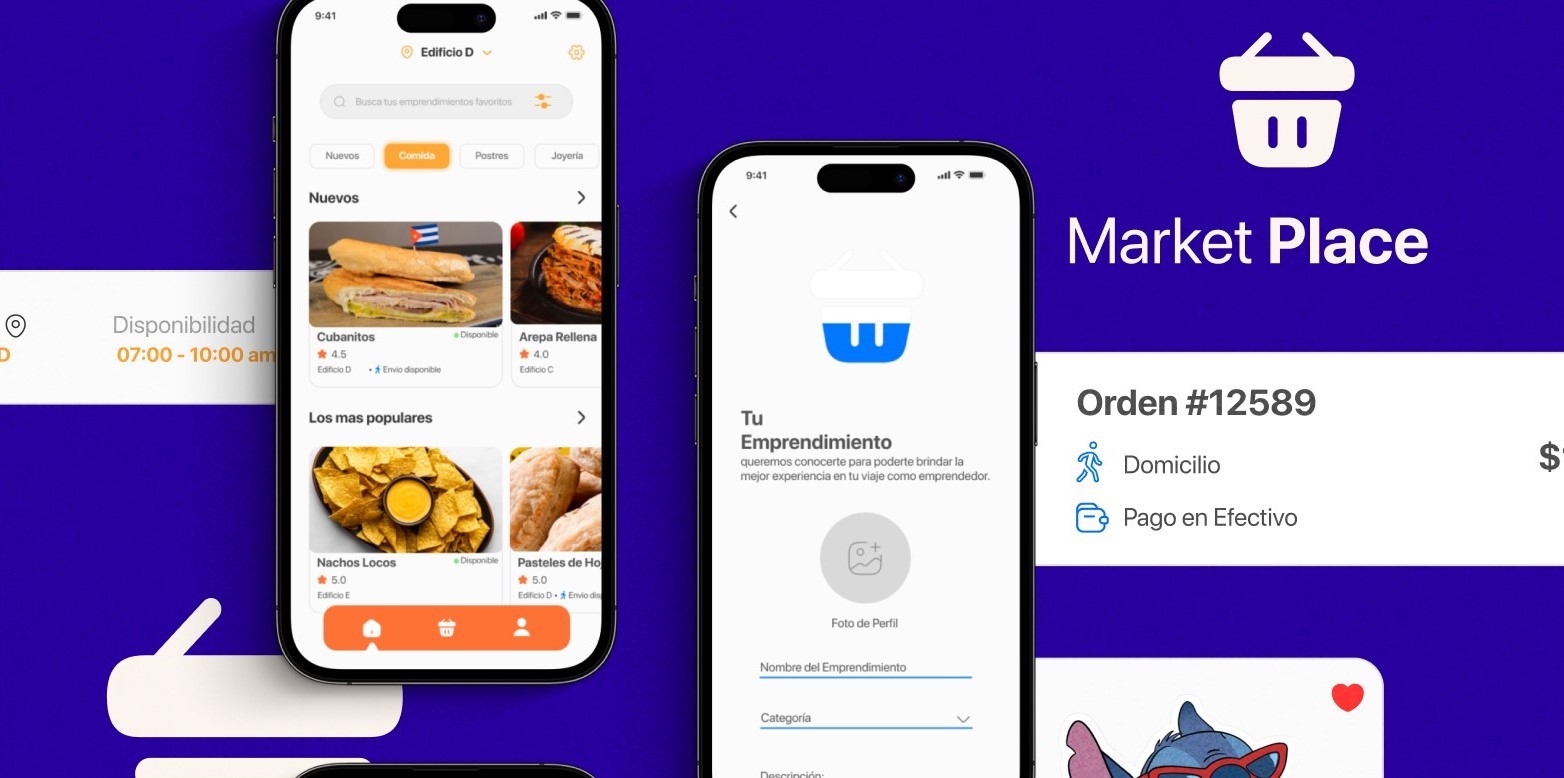 9:41
Edificio D
Busca tus emprendimientos favoritos
Nuevos
Comida
Postres
Joyería
Nuevos
Cubanitos
Disponible
4.5
Edificio D
• Envio disponible
Arepa Rellena
4.0
Edificio C
Los mas populares
Nachos Locos
Disponible
5.0
Edificio E
Pasteles de Ho
5.0
Edificio D • Envio dis
Disponibilidad
D
07:00 - 10:00 am
9:41
Tu
Emprendimiento
queremos conocerte para poderte brindar la
mejor experiencia en tu viaje como emprendedor.
Foto de Perfil
Nombre del Emprendimiento
Categoría
Descripción:
Market Place
Orden #12589
Domicilio
$
Pago en Efectivo